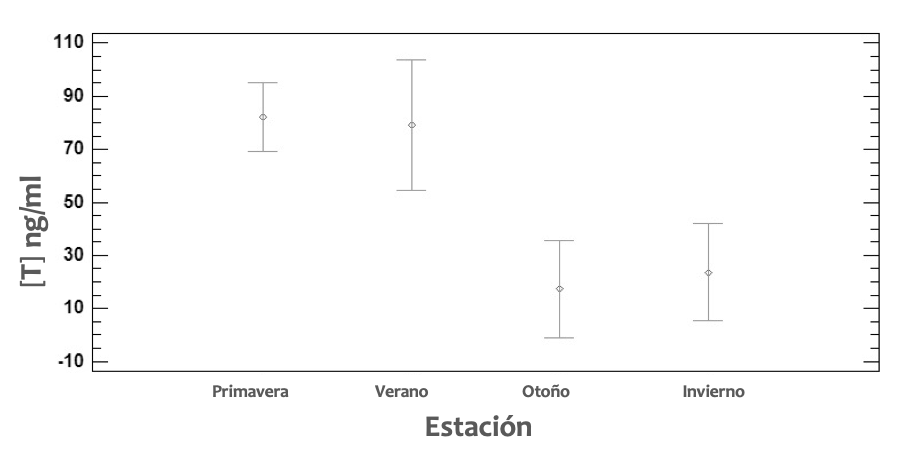 110
90
70
50
30
10
-10
[T] ng/ml
Primavera Verano Otoño Invierno
Estación